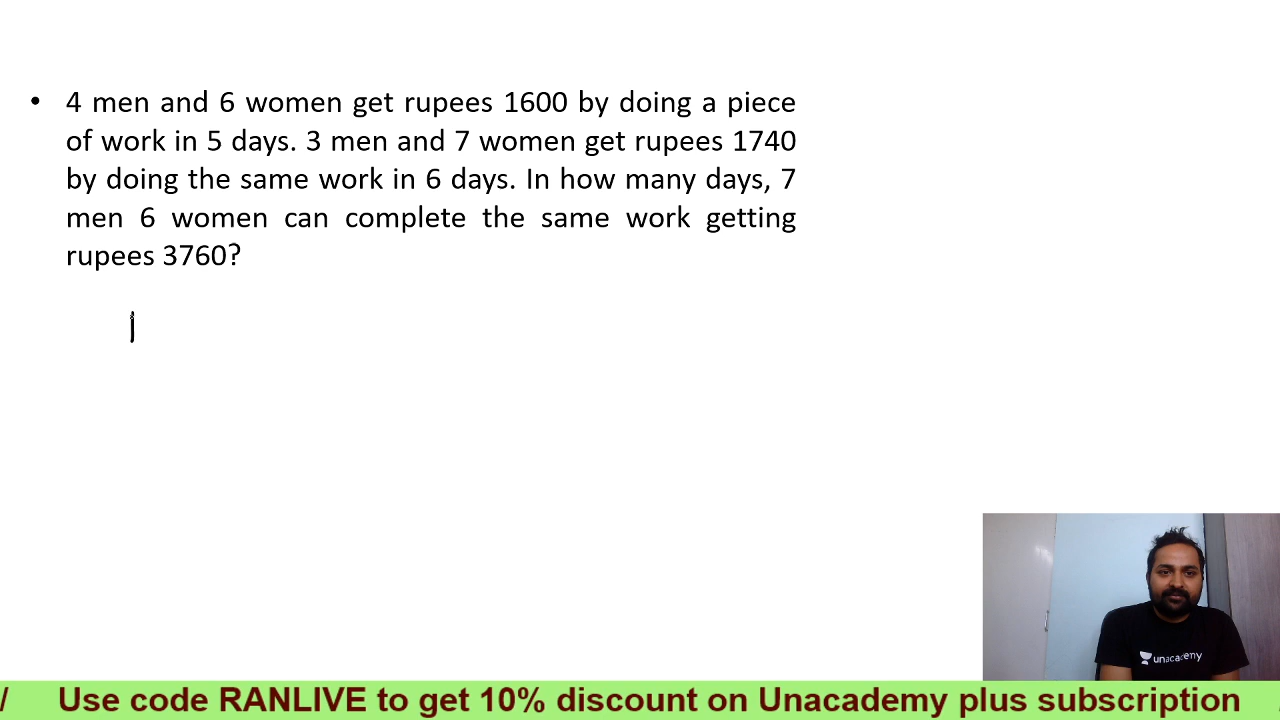 • 4 men and 6 women get rupees 1600 by doing a piece
of work in 5 days. 3 men and 7 women get rupees 1740
by doing the same work in 6 days. In how many days, 7
men 6 women can complete the same work getting
rupees 3760?
unacademy
/ Use code RANLIVE to get 10% discount on Unacademy plus subscription